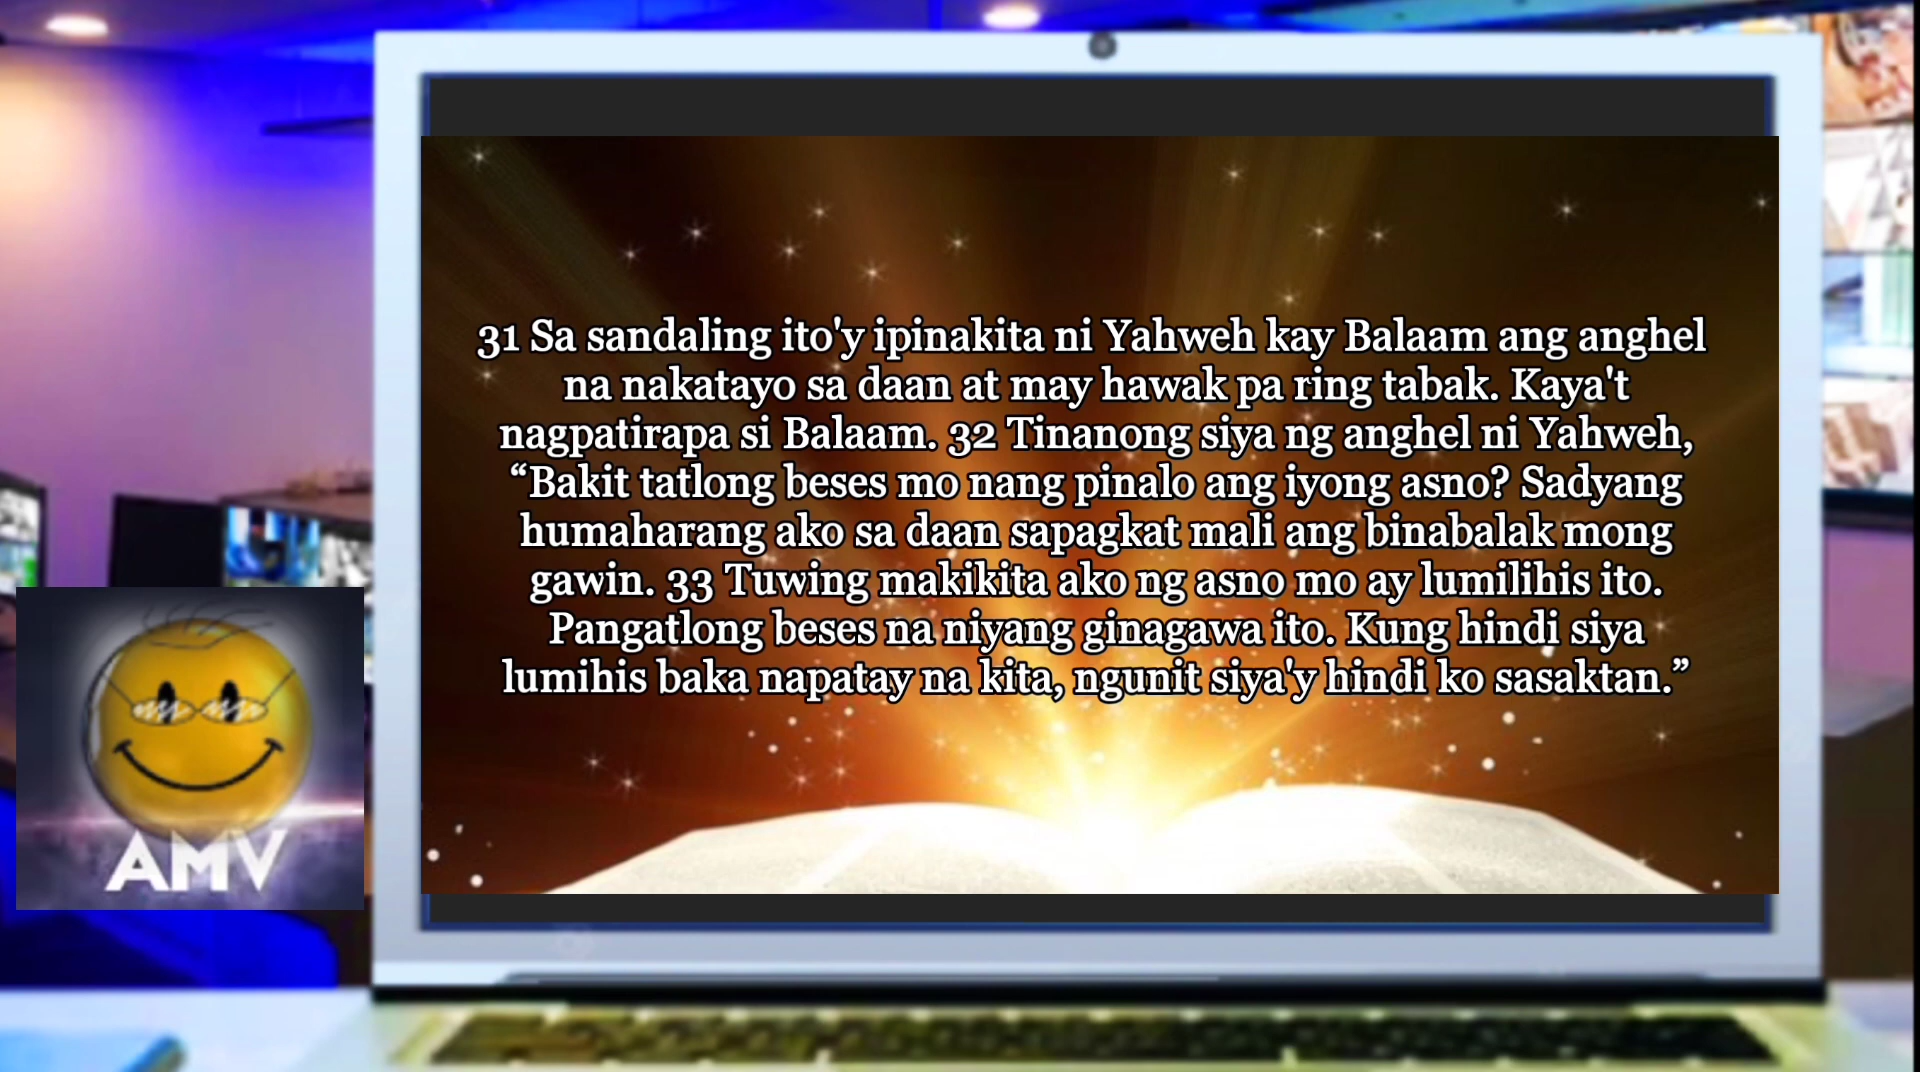 31 Sa sandaling ito'y ipinakita ni Yahweh kay Balaam ang anghel
na nakatayo sa daan at may hawak pa ring tabak. Kaya't
nagpatirapa si Balaam. 32 Tinanong siya ng anghel ni Yahweh,
“Bakit tatlong beses mo nang pinalo ang iyong asno? Sadyang
humaharang ako sa daan sapagkat mali ang binabalak mong
gawin. 33 Tuwing makikita ako ng asno mo ay lumilihis ito.
Pangatlong beses na niyang ginagawa ito. Kung hindi siya
lumihis baka napatay na kita, ngunit siya'y hindi ko sasaktan.”
AMV